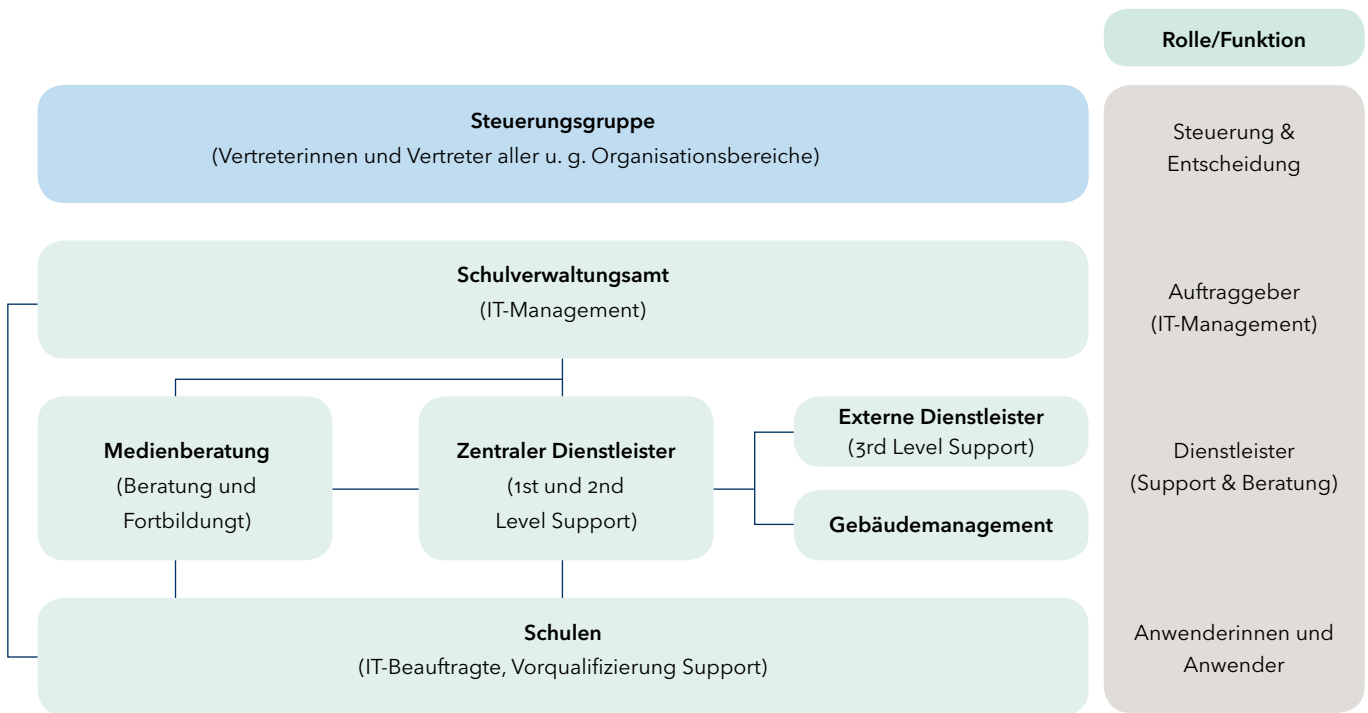 Rolle/Funktion
Steuerungsgruppe
(Vertreterinnen und Vertreter aller u. g. Organisationsbereiche)
Steuerung &
Entscheidung
Schulverwaltungsamt
(IT-Management)
Auftraggeber
(IT-Management)
Medienberatung
(Beratung und
Fortbildungt)
Zentraler Dienstleister
(1st und 2nd
Level Support)
Externe Dienstleister
(3rd Level Support)
Gebäudemanagement
Dienstleister
(Support & Beratung)
Schulen
(IT-Beauftragte, Vorqualifizierung Support)
Anwenderinnen und
Anwender